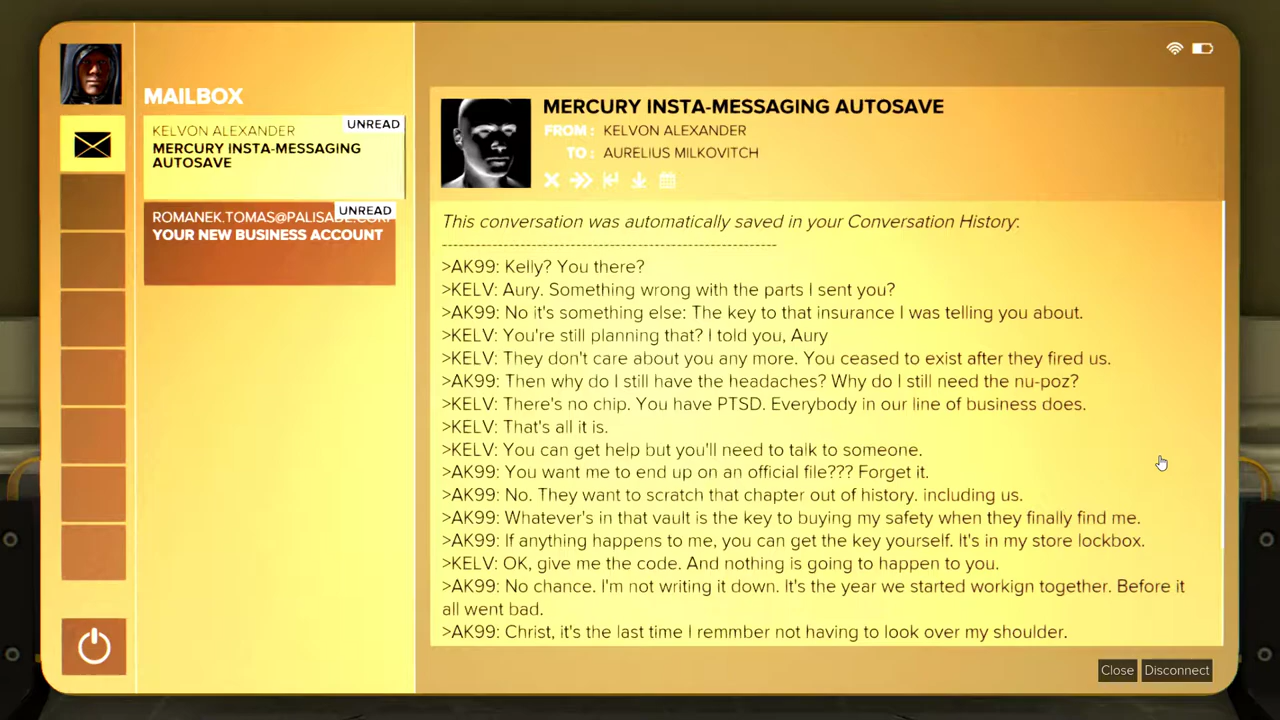 MAILBOX
UNREAD
KELVON ALEXANDER
MERCURY INSTA-MESSAGING
AUTOSAVE
UNREAD
ROMANEK.TOMAS@PALISADE.CORP
YOUR NEW BUSINESS ACCOUNT
MERCURY INSTA-MESSAGING AUTOSAVE
FROM : KELVON ALEXANDER
TO : AURELIUS MILKOVITCH
This conversation was automatically saved in your Conversation History:
------------------------------------------------------------
>AK99: Kelly? You there?
>KELV: Aury. Something wrong with the parts I sent you?
>AK99: No it's something else: The key to that insurance I was telling you about.
>KELV: You're still planning that? I told you, Aury
>KELV: They don't care about you any more. You ceased to exist after they fired us.
>AK99: Then why do I still have the headaches? Why do I still need the nu-poz?
>KELV: There's no chip. You have PTSD. Everybody in our line of business does.
>KELV: That's all it is.
>KELV: You can get help but you'll need to talk to someone.
>AK99: You want me to end up on an official file??? Forget it.
>AK99: No. They want to scratch that chapter out of history. including us.
>AK99: Whatever's in that vault is the key to buying my safety when they finally find me.
>AK99: If anything happens to me, you can get the key yourself. It's in my store lockbox.
>KELV: OK, give me the code. And nothing is going to happen to you.
>AK99: No chance. I'm not writing it down. It's the year we started workign together. Before it
all went bad.
>AK99: Christ, it's the last time I remmber not having to look over my shoulder.
Close
Disconnect